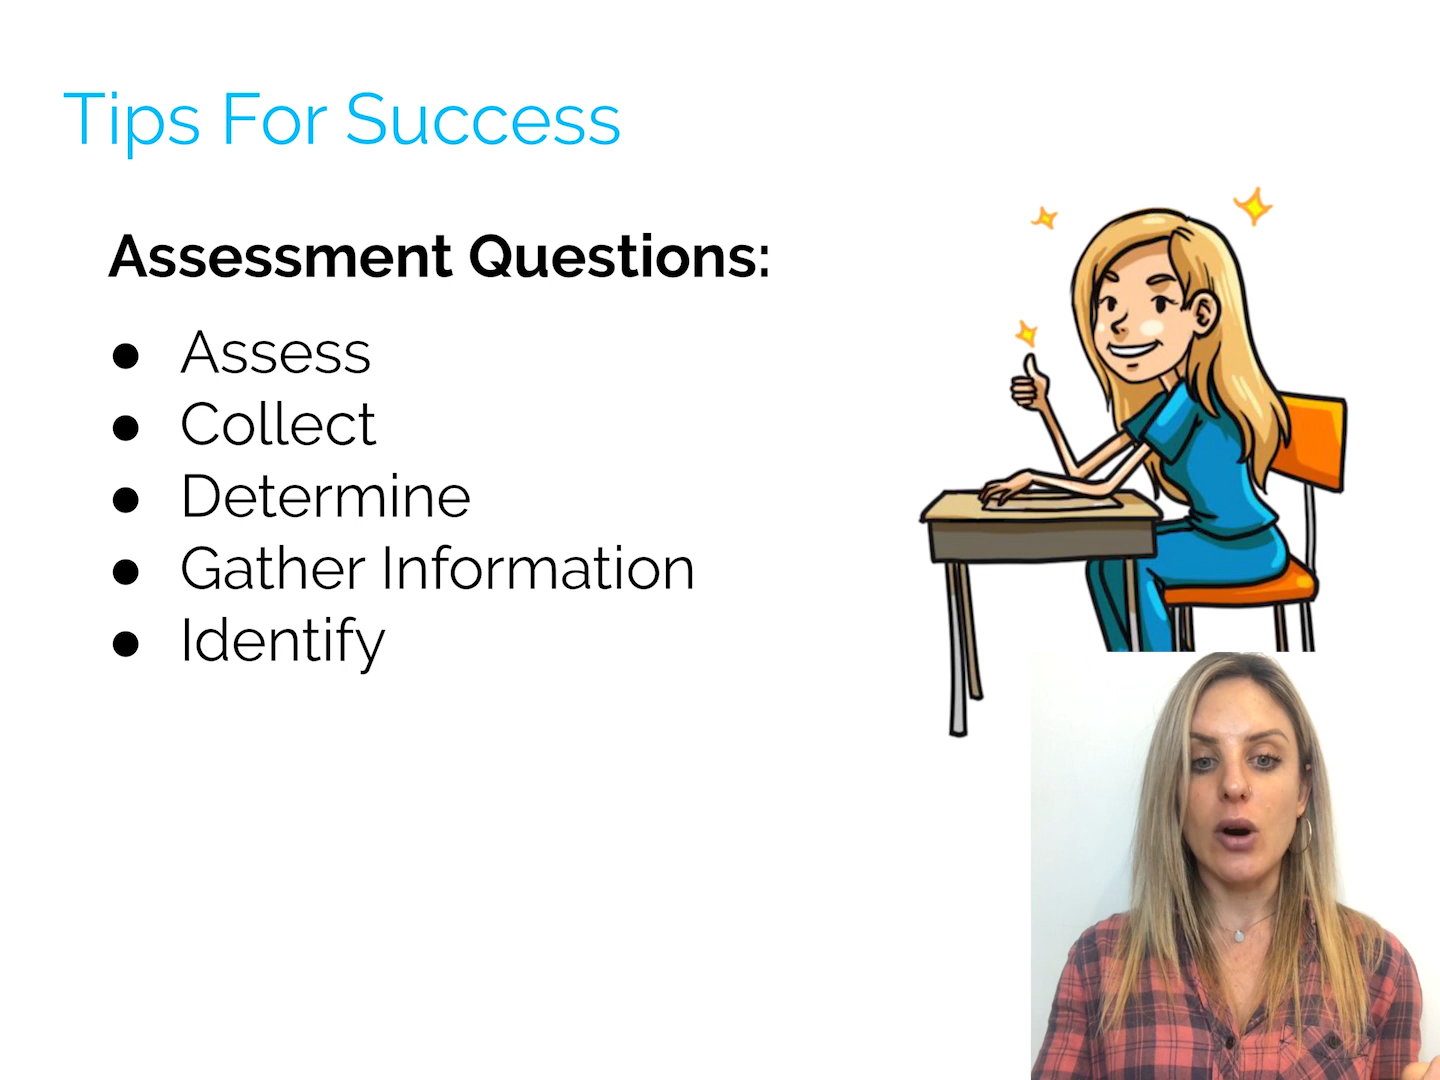 Tips For Success
Assessment Questions:
● Assess
● Collect
● Determine
● Gather Information
● Identify